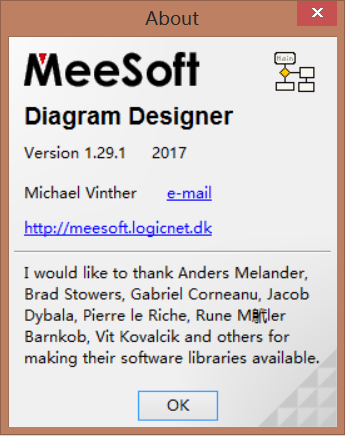 About
MeeSoft
Main
Diagram Designer
Version 1.29.1 2017
Michael Vinther e-mail
http://meesoft.logicnet.dk
I would like to thank Anders Melander,
Brad Stowers, Gabriel Corneanu, Jacob
Dybala, Pierre le Riche, Rune M鴏ler
Barnkob, Vit Kovalcik and others for
making their software libraries available.
OK